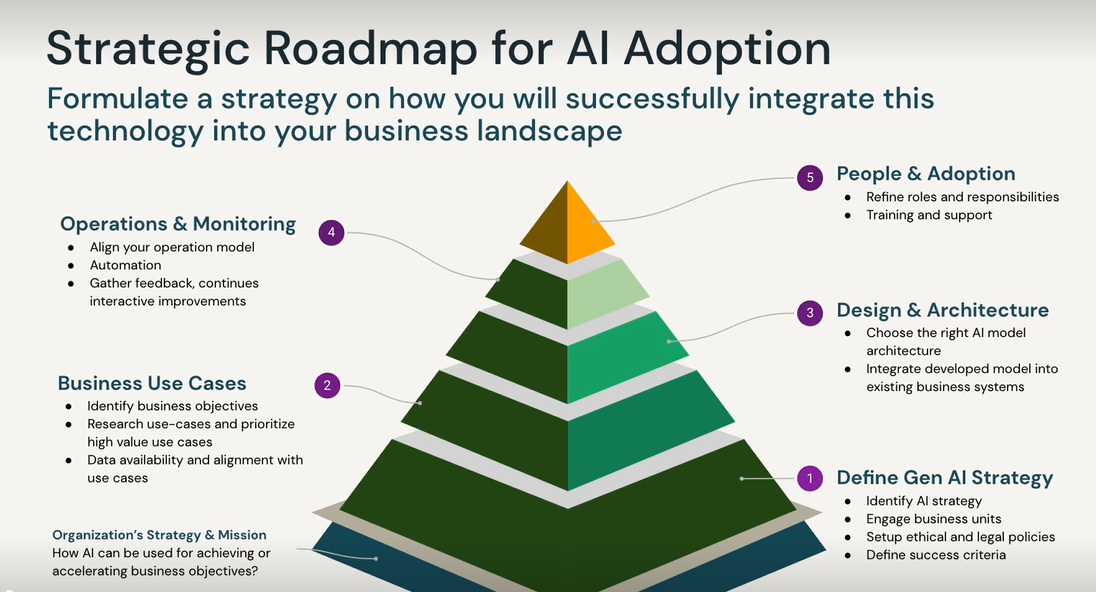 Strategic Roadmap for AI Adoption
Formulate a strategy on how you will successfully integrate this
technology into your business landscape
5
People & Adoption
● Refine roles and responsibilities
● Training and support
Operations & Monitoring
4
● Align your operation model
● Automation
● Gather feedback, continues
interactive improvements
3
Design & Architecture
● Choose the right AI model
architecture
● Integrate developed model into
existing business systems
Business Use Cases
2
● Identify business objectives
● Research use-cases and prioritize
high value use cases
● Data availability and alignment with
use cases
1
Define Gen AI Strategy
● Identify AI strategy
● Engage business units
● Setup ethical and legal policies
● Define success criteria
Organization's Strategy & Mission
How AI can be used for achieving or
accelerating business objectives?